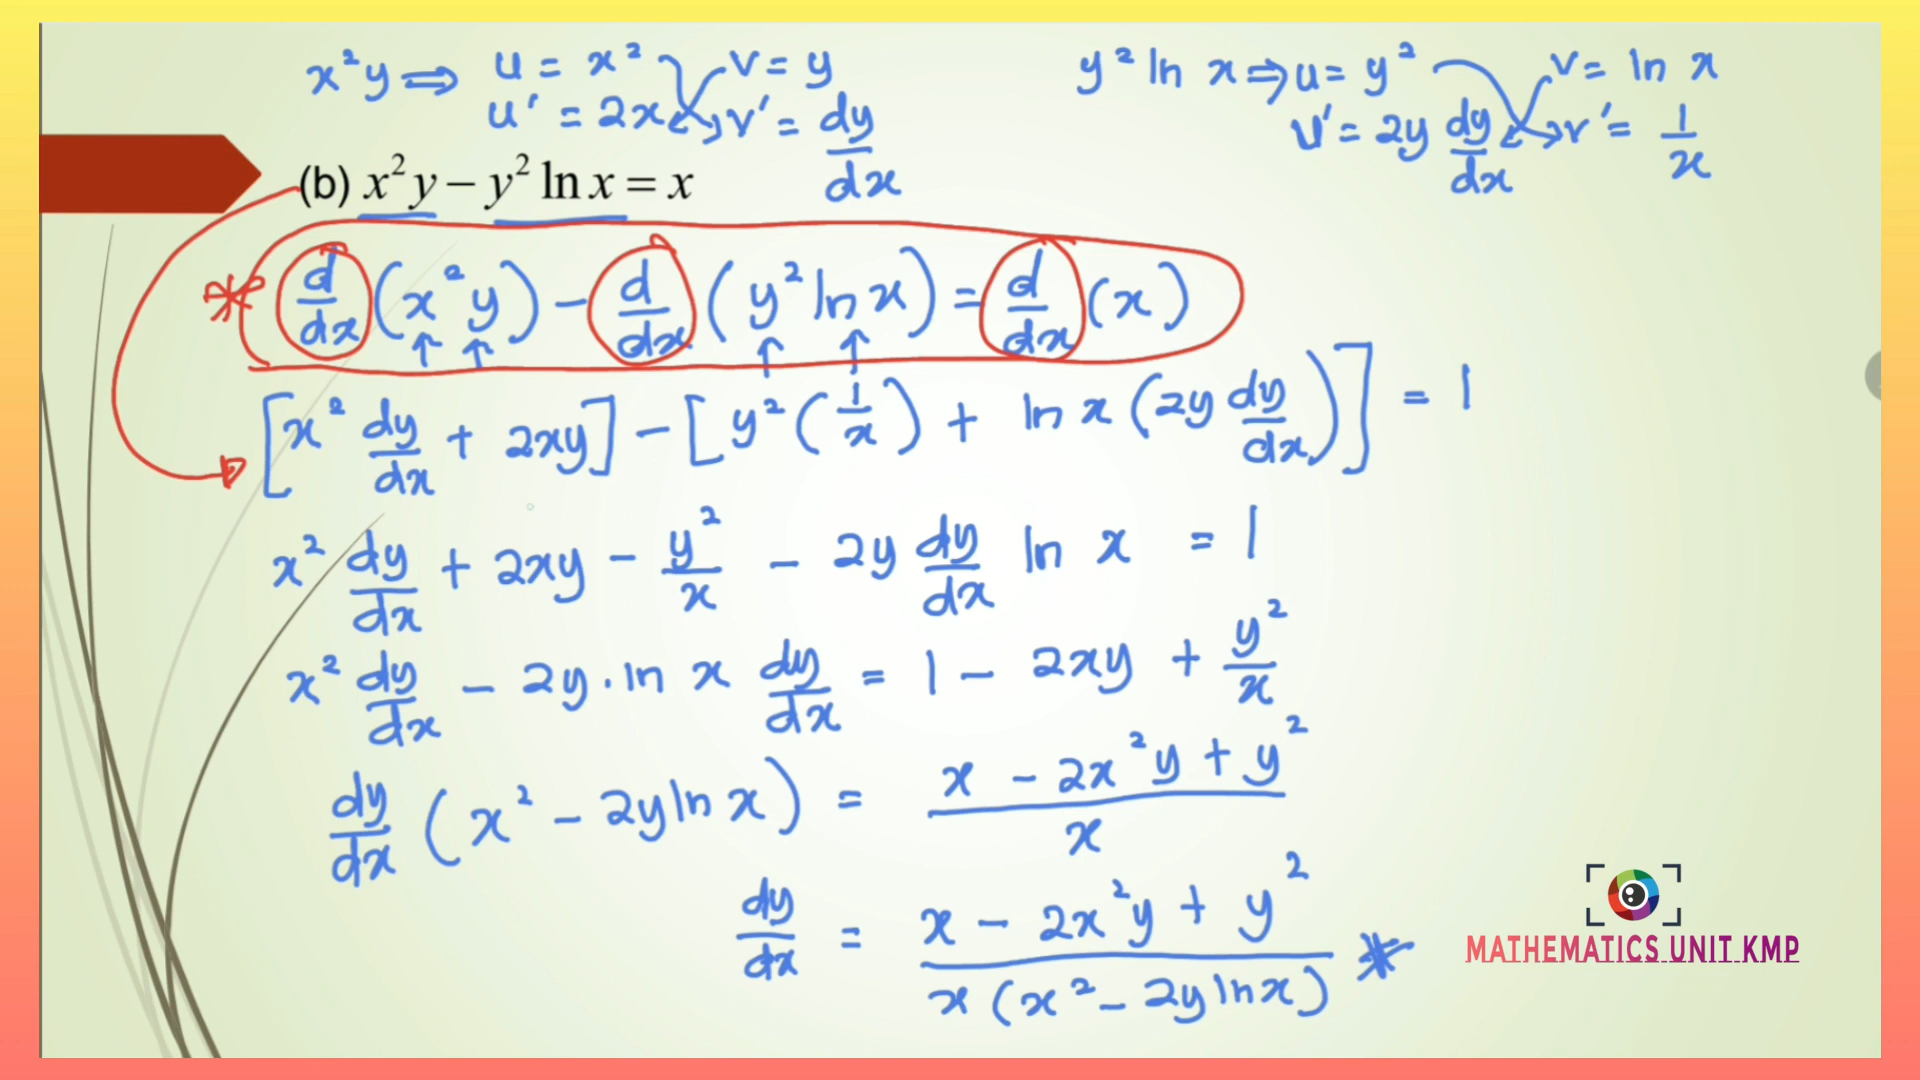 x²y ⇒ u = x² v = y
u' = 2x v' = dy/dx
y² ln x ⇒ u = y² v = ln x
u' = 2y dy/dx v' = 1/x
(b) x²y − y² ln x = x
* d/dx (x²y) − d/dx (y² ln x) = d/dx (x)
[x² dy/dx + 2xy] − [y² (1/x) + ln x (2y dy/dx)] = 1
x² dy/dx + 2xy − y²/x − 2y dy/dx ln x = 1
x² dy/dx − 2y · ln x dy/dx = 1 − 2xy + y²/x
dy/dx (x² − 2y ln x) = (x − 2x²y + y²)/x
dy/dx = (x − 2x²y + y²)/(x (x² − 2y ln x)) *
MATHEMATICS UNIT KMP